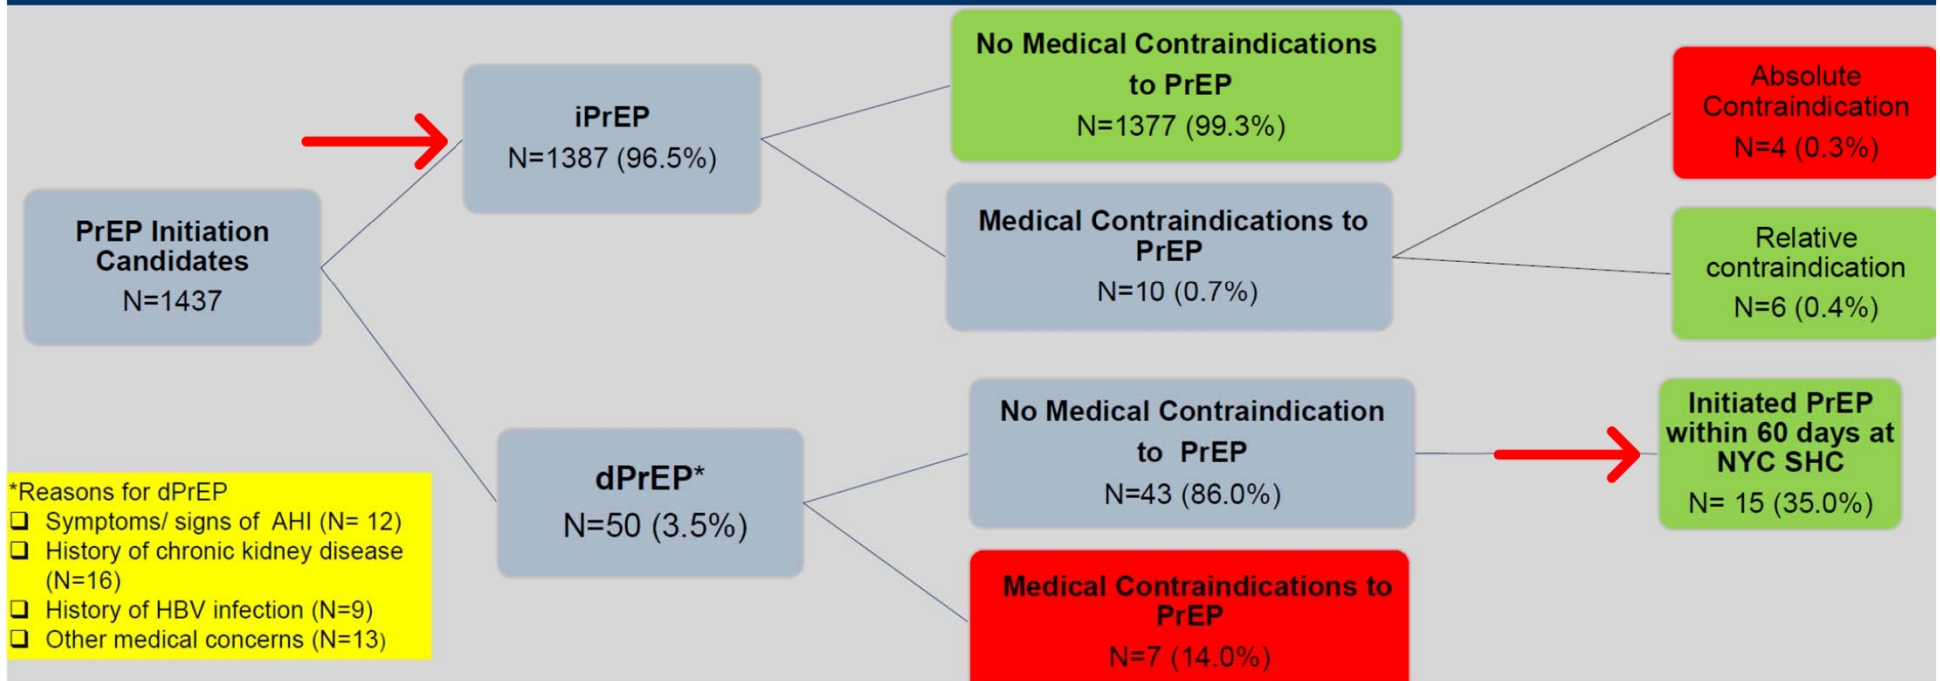 PrEP Initiation
Candidates
N=1437
iPrEP
N=1387 (96.5%)
No Medical Contraindications
to PrEP
N=1377 (99.3%)
Medical Contraindications to
PrEP
N=10 (0.7%)
Absolute
Contraindication
N=4 (0.3%)
Relative
contraindication
N=6 (0.4%)
dPrEP*
N=50 (3.5%)
No Medical Contraindication
to PrEP
N=43 (86.0%)
Initiated PrEP
within 60 days at
NYC SHC
N= 15 (35.0%)
Medical Contraindications to
PrEP
N=7 (14.0%)
*Reasons for dPrEP
❑ Symptoms/ signs of AHI (N= 12)
❑ History of chronic kidney disease
(N=16)
❑ History of HBV infection (N=9)
❑ Other medical concerns (N=13)